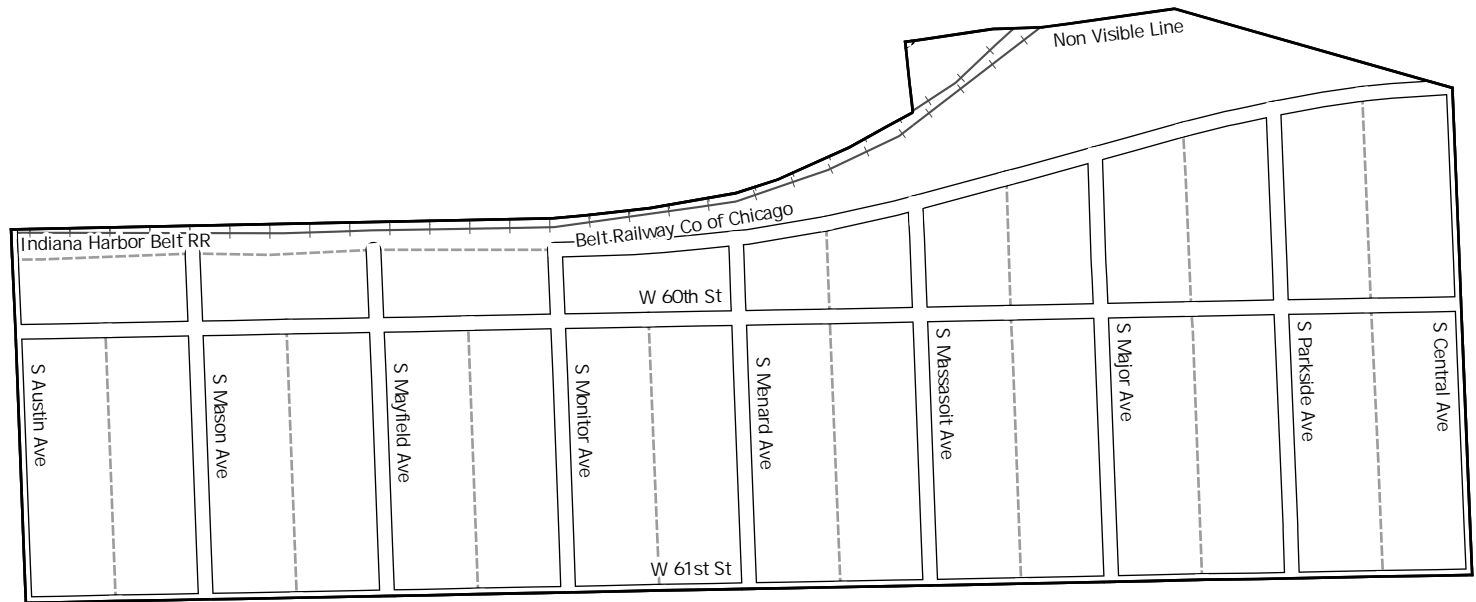 Non Visible Line
Indiana Harbor Belt RR
Belt Railway Co of Chicago
W 60th St
S Austin Ave
S Mason Ave
S Mayfield Ave
S Monitor Ave
S Menard Ave
S Massasoit Ave
S Major Ave
S Parkside Ave
S Central Ave
W 61st St